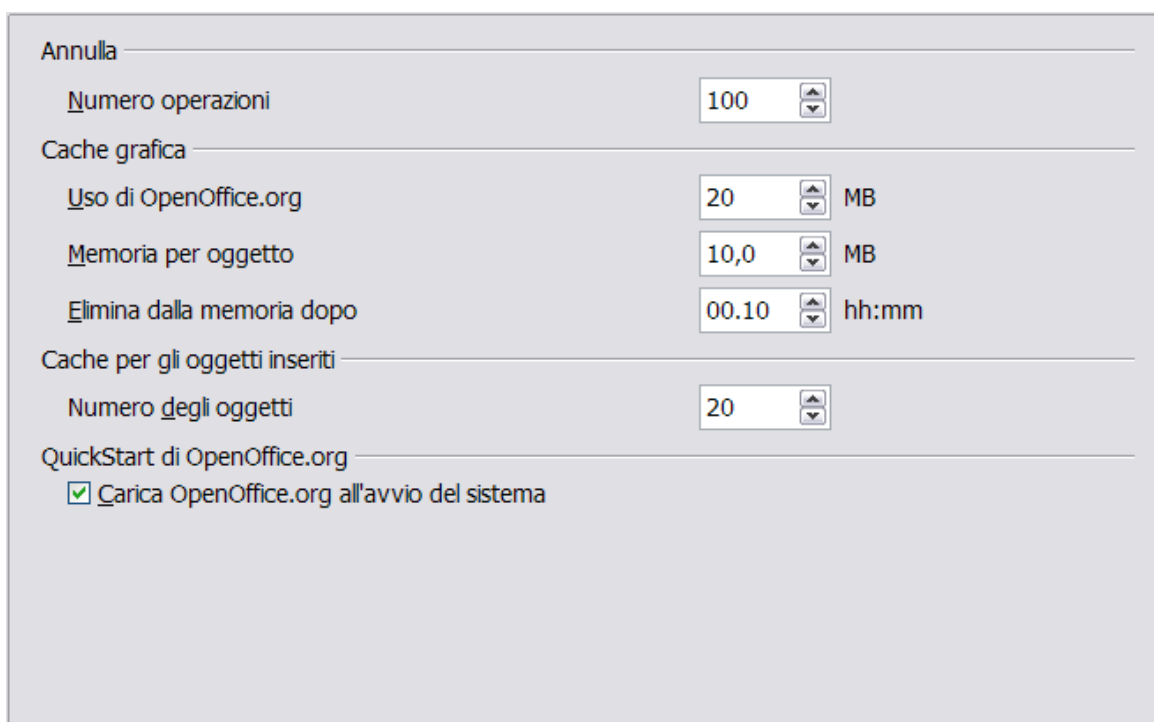 Annulla
Numero operazioni 100
Cache grafica
Uso di OpenOffice.org 20 MB
Memoria per oggetto 10,0 MB
Elimina dalla memoria dopo 00.10 hh:mm
Cache per gli oggetti inseriti
Numero degli oggetti 20
QuickStart di OpenOffice.org
Carica OpenOffice.org all'avvio del sistema